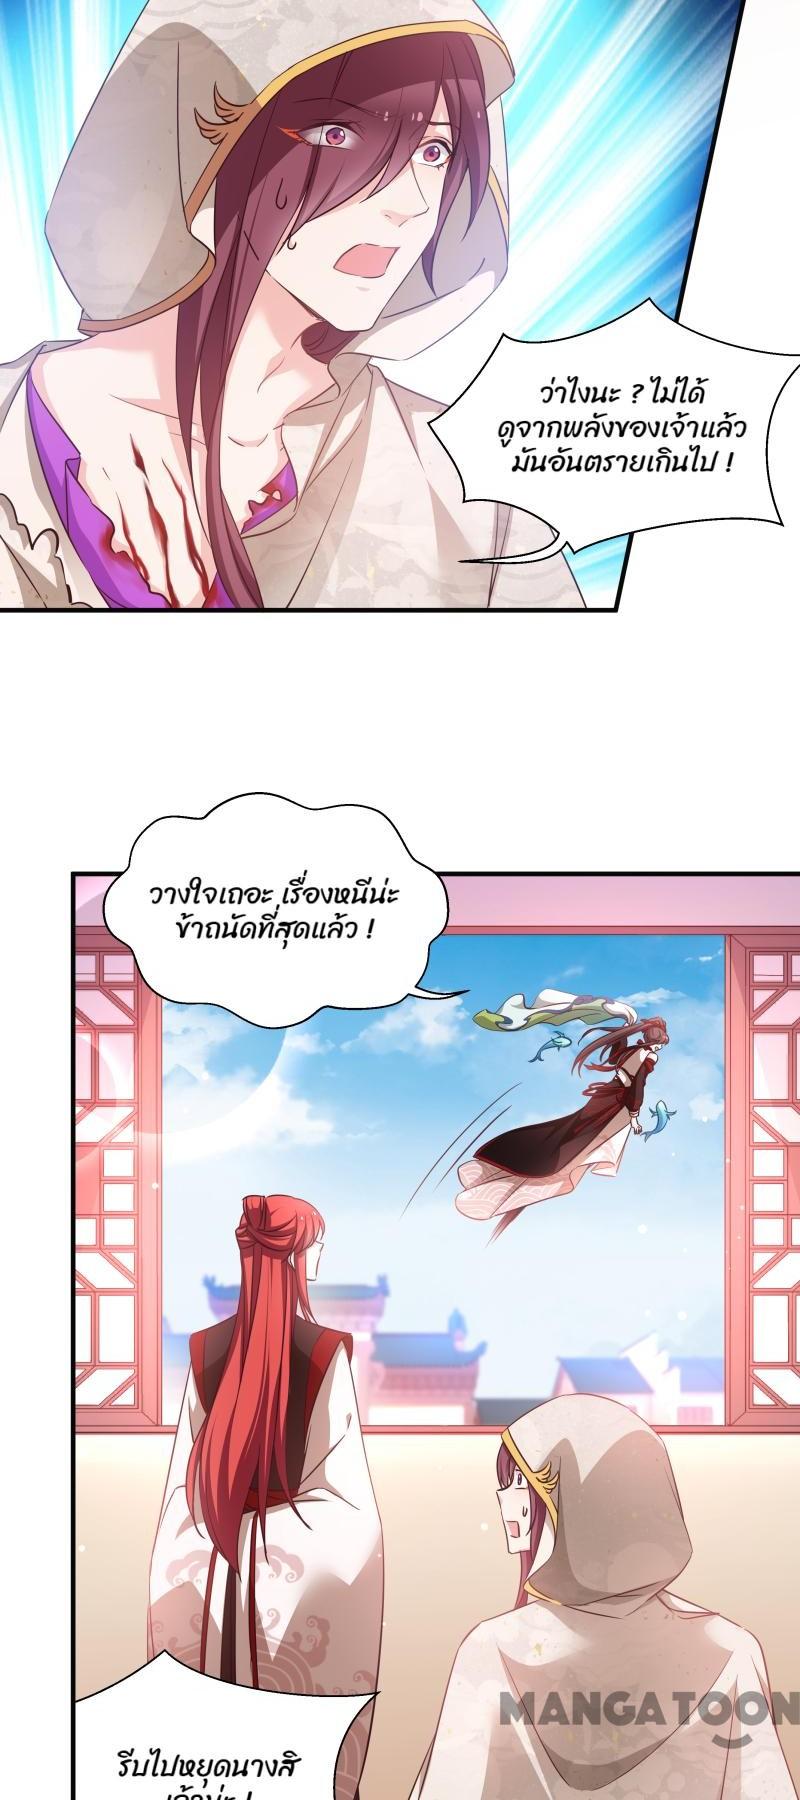 ว่าไงนะ ? ไม่ได้
ดูจากพลังของเจ้าแล้ว
มันอันตรายเกินไป !
วางใจเถอะ เรื่องหนีน่ะ
ข้าถนัดที่สุดแล้ว !
MANGATOON
รีบไปหยุดนางสิ